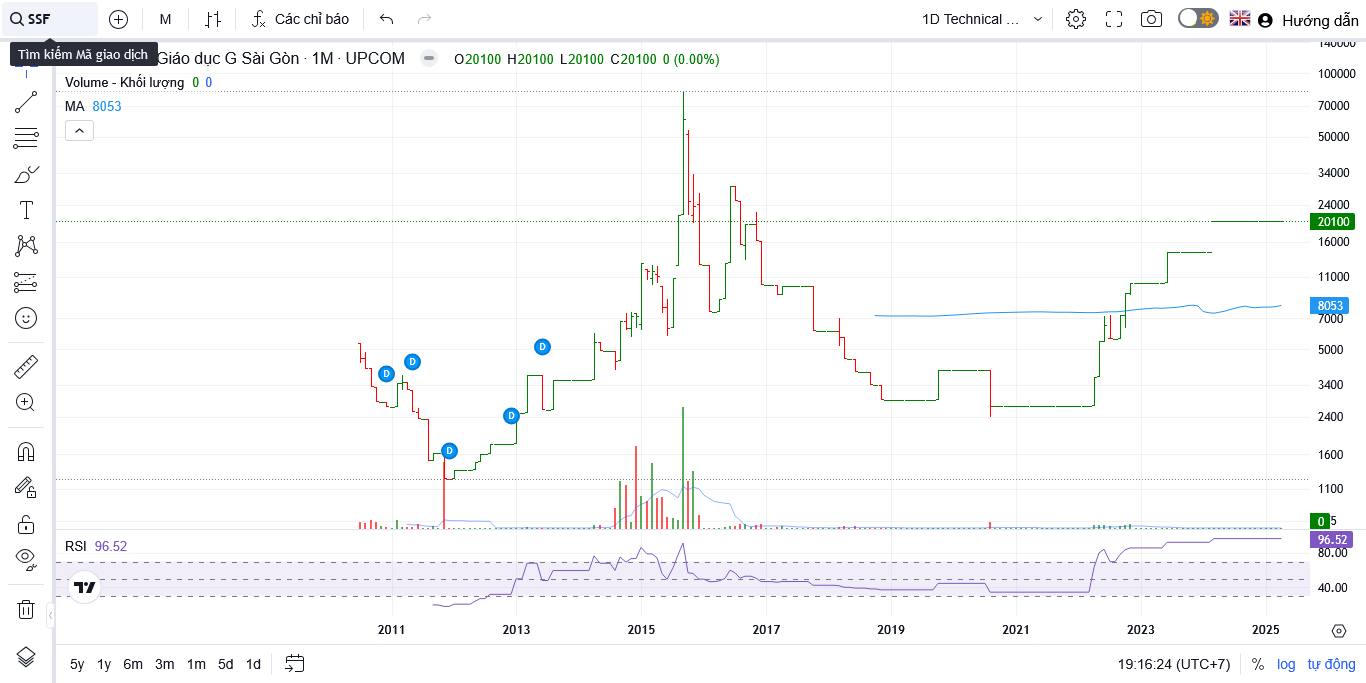 SSF M Các chỉ báo 1D Technical ... Hướng dẫn
Tìm kiếm Mã giao dịch
Giáo dục G Sài Gòn · 1M · UPCOM O20100 H20100 L20100 C20100 0 (0.00%)
Volume - Khối lượng 0 0
MA 8053
140000
100000
70000
50000
34000
24000
20100
16000
11000
8053
7000
5000
3400
2400
1600
1100
0
5
D
D
D
D
D
RSI 96.52
96.52
80.00
40.00
2011 2013 2015 2017 2019 2021 2023 2025
5y 1y 6m 3m 1m 5d 1d 19:16:24 (UTC+7) % log tự động